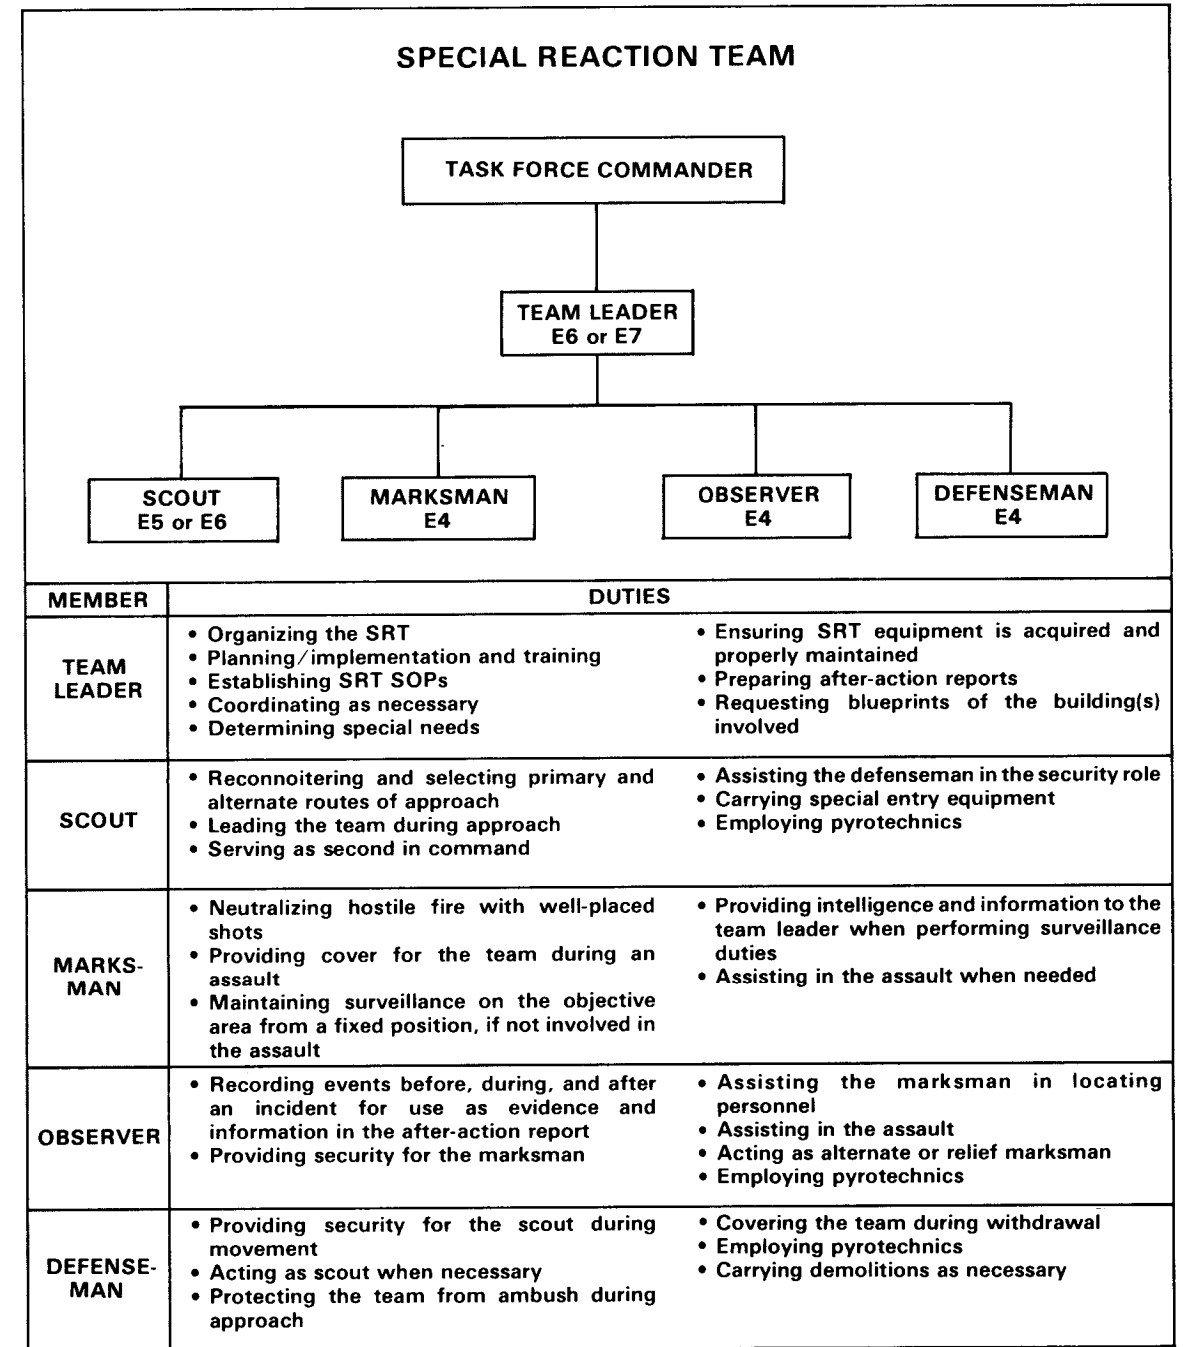 SPECIAL REACTION TEAM
TASK FORCE COMMANDER
TEAM LEADER
E6 or E7
SCOUT
E5 or E6
MARKSMAN
E4
OBSERVER
E4
DEFENSEMAN
E4
MEMBER
DUTIES
TEAM
LEADER
• Organizing the SRT
• Planning/implementation and training
• Establishing SRT SOPs
• Coordinating as necessary
• Determining special needs
• Ensuring SRT equipment is acquired and
properly maintained
• Preparing after-action reports
• Requesting blueprints of the building(s)
involved
SCOUT
• Reconnoitering and selecting primary and
alternate routes of approach
• Leading the team during approach
• Serving as second in command
• Assisting the defenseman in the security role
• Carrying special entry equipment
• Employing pyrotechnics
MARKS-
MAN
• Neutralizing hostile fire with well-placed
shots
• Providing cover for the team during an
assault
• Maintaining surveillance on the objective
area from a fixed position, if not involved in
the assault
• Providing intelligence and information to the
team leader when performing surveillance
duties
• Assisting in the assault when needed
OBSERVER
• Recording events before, during, and after
an incident for use as evidence and
information in the after-action report
• Providing security for the marksman
• Assisting the marksman in locating
personnel
• Assisting in the assault
• Acting as alternate or relief marksman
• Employing pyrotechnics
DEFENSE-
MAN
• Providing security for the scout during
movement
• Acting as scout when necessary
• Protecting the team from ambush during
approach
• Covering the team during withdrawal
• Employing pyrotechnics
• Carrying demolitions as necessary